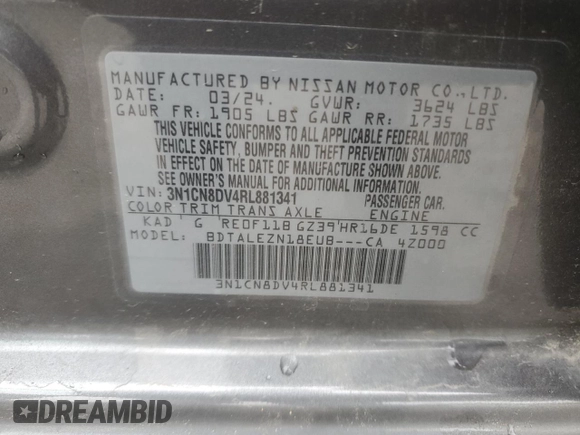 MANUFACTURED BY NISSAN MOTOR CO.,LTD.
DATE: 03/24. GVWR: 3624 LBS
GAWR FR: 1905 LBS GAWR RR: 1735 LBS
THIS VEHICLE CONFORMS TO ALL APPLICABLE FEDERAL MOTOR
VEHICLE SAFETY, BUMPER AND THEFT PREVENTION STANDARDS
IN EFFECT ON THE DATE OF MANUFACTURE SHOWN ABOVE.
SEE OWNER'S MANUAL FOR ADDITIONAL INFORMATION.
VIN: 3N1CN8DV4RL881341 PASSENGER CAR.
COLOR TRIM TRANS AXLE ENGINE
KAD G RE0F11B GZ39 HR16DE 1598 CC
MODEL: BDTALEZN18EUB---CA 4Z000
3N1CN8DV4RL881341
DREAMBID